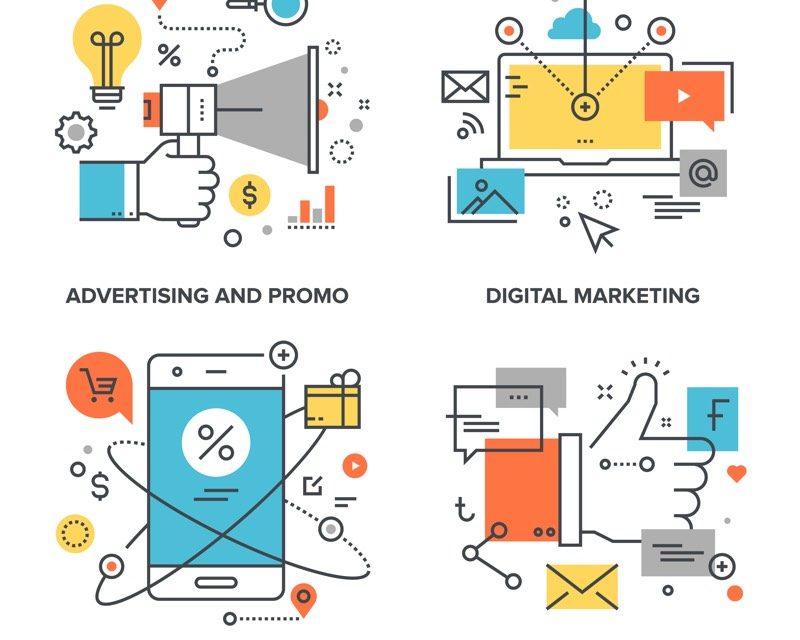 %
$
ADVERTISING AND PROMO
@
DIGITAL MARKETING
%
$
f
t